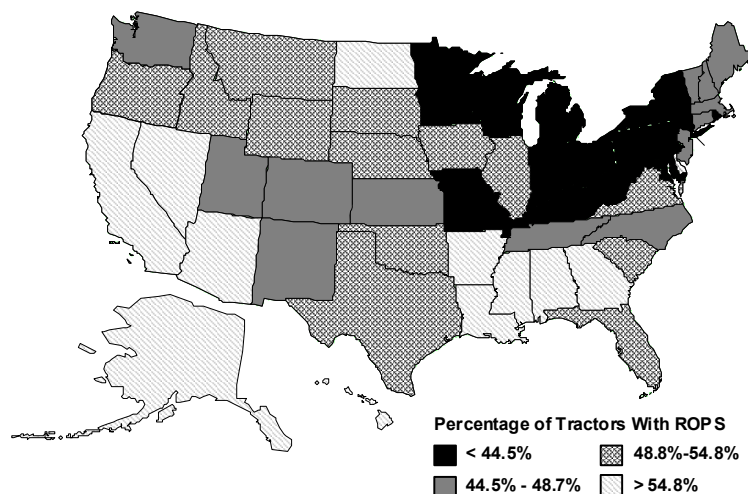 Percentage of Tractors With ROPS
< 44.5% 48.8%-54.8%
44.5% - 48.7% > 54.8%